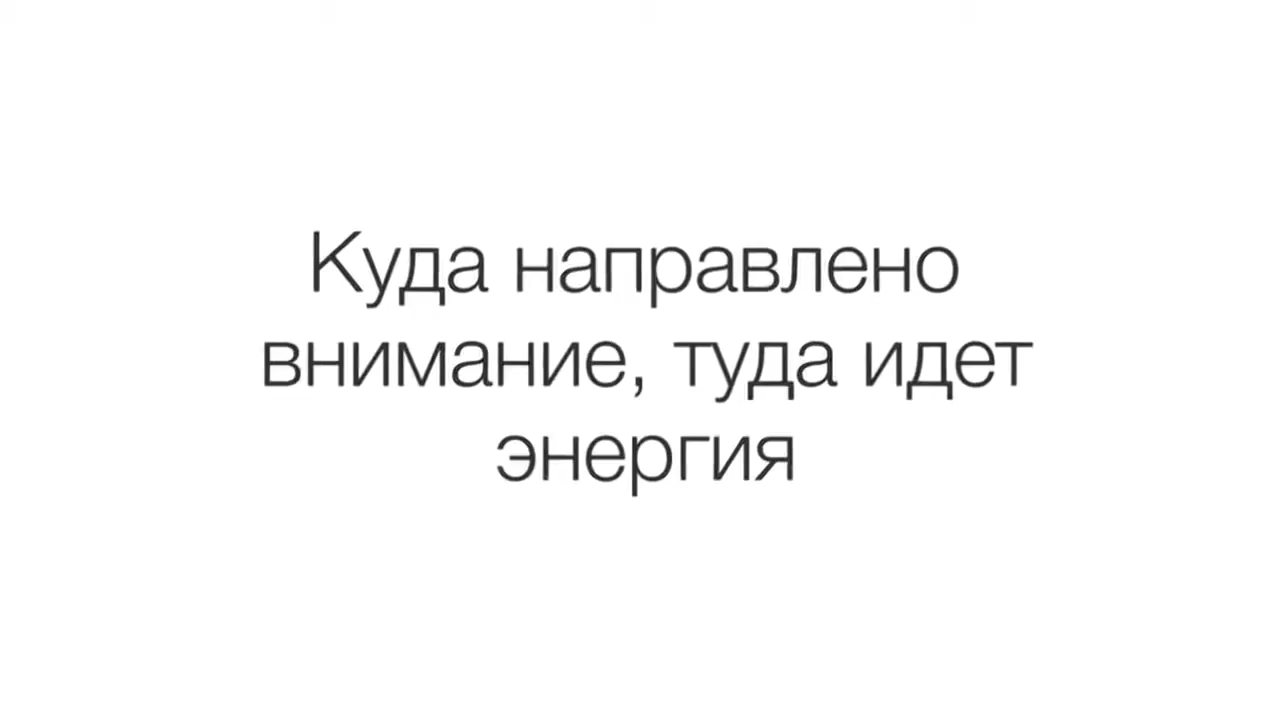 Куда направлено
внимание, туда идет
энергия